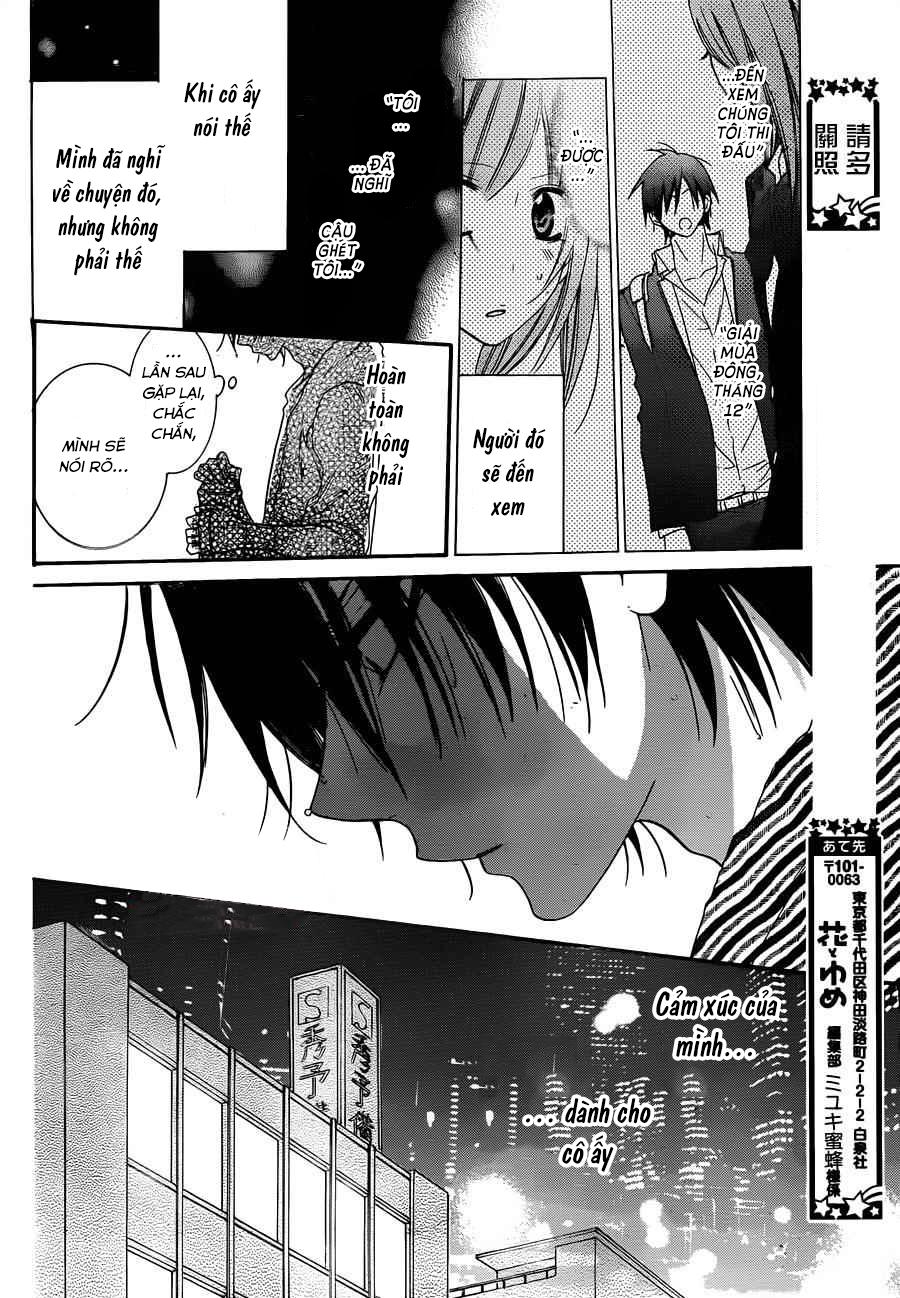 請多
關照
"GIẢI
MÙA
ĐÔNG,
THÁNG
12"
...ĐẾN
XEM
CHÚNG
TÔI THI
ĐẤU"
"...
ĐƯỢC
..."
Người đó
sẽ đến
xem
"TÔI
...
... ĐÃ
NGHĨ
CẬU
GHÉT
TÔI..."
Khi cô ấy
nói thế
Mình đã nghĩ
về chuyện đó,
nhưng không
phải thế
Hoàn
toàn
không
phải
...
LẦN SAU
GẶP LẠI,
CHẮC
CHẮN,
MÌNH SẼ
NÓI RÕ...
Cảm xúc của
mình...
... dành cho
cô ấy
あて先
〒101-
0063
東京都千代田区神田淡路町2-2-2 白泉社
花とゆめ 編集部 ミユキ蜜蜂様係